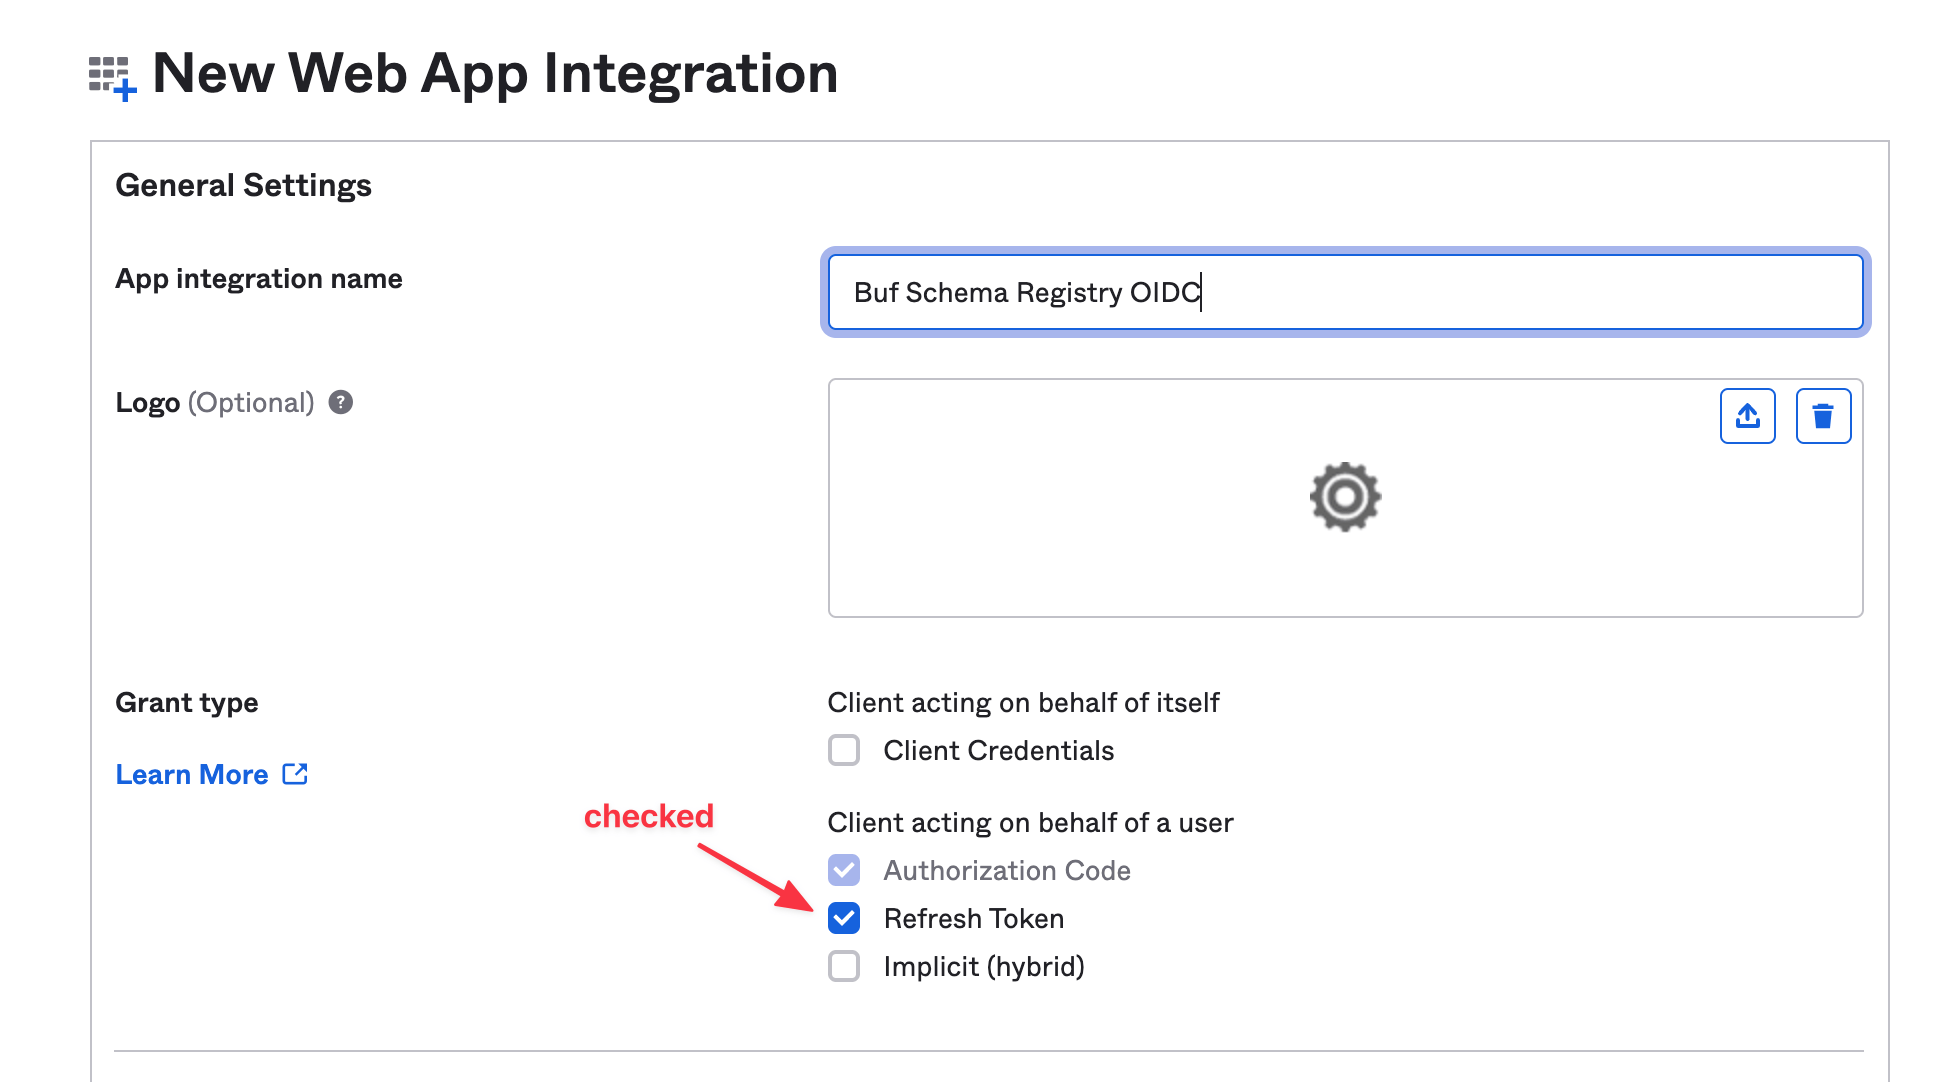 New Web App Integration
General Settings
App integration name
Buf Schema Registry OIDC
Logo (Optional) ?
Grant type
Client acting on behalf of itself
Client Credentials
Learn More
checked
Client acting on behalf of a user
Authorization Code
Refresh Token
Implicit (hybrid)